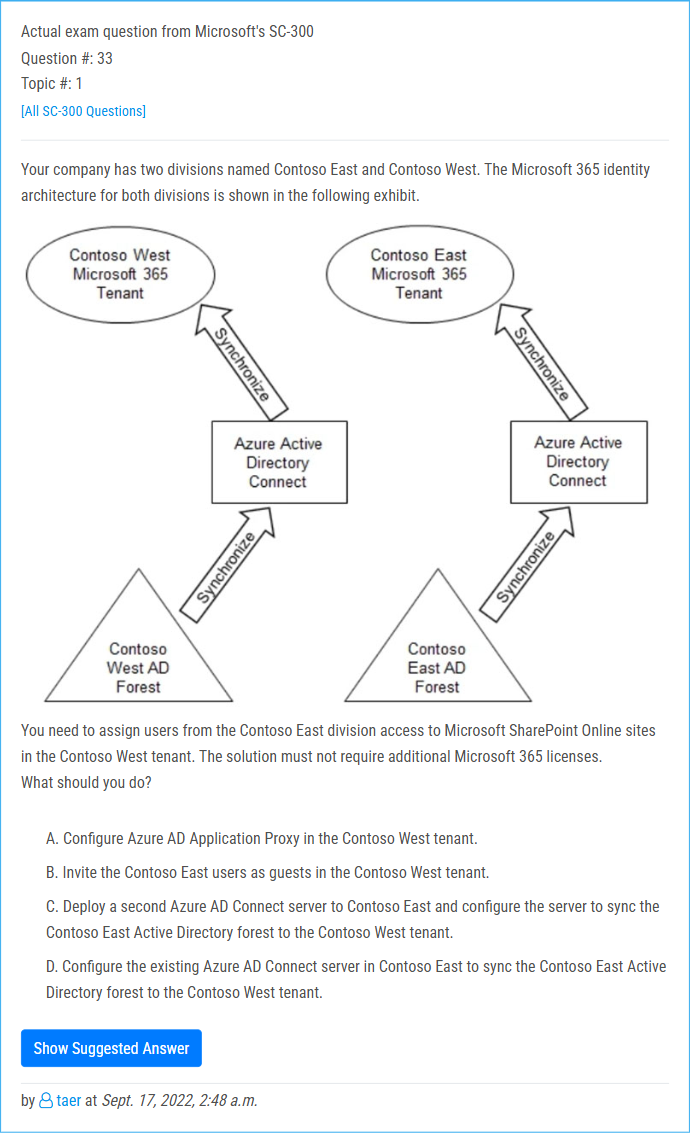 Actual exam question from Microsoft's SC-300
Question #: 33
Topic #: 1
[All SC-300 Questions]
Your company has two divisions named Contoso East and Contoso West. The Microsoft 365 identity
architecture for both divisions is shown in the following exhibit.
Contoso West
Microsoft 365
Tenant
Contoso East
Microsoft 365
Tenant
Synchronize
Synchronize
Azure Active
Directory
Connect
Azure Active
Directory
Connect
Synchronize
Synchronize
Contoso
West AD
Forest
Contoso
East AD
Forest
You need to assign users from the Contoso East division access to Microsoft SharePoint Online sites
in the Contoso West tenant. The solution must not require additional Microsoft 365 licenses.
What should you do?
A. Configure Azure AD Application Proxy in the Contoso West tenant.
B. Invite the Contoso East users as guests in the Contoso West tenant.
C. Deploy a second Azure AD Connect server to Contoso East and configure the server to sync the
Contoso East Active Directory forest to the Contoso West tenant.
D. Configure the existing Azure AD Connect server in Contoso East to sync the Contoso East Active
Directory forest to the Contoso West tenant.
Show Suggested Answer
by taer at Sept. 17, 2022, 2:48 a.m.